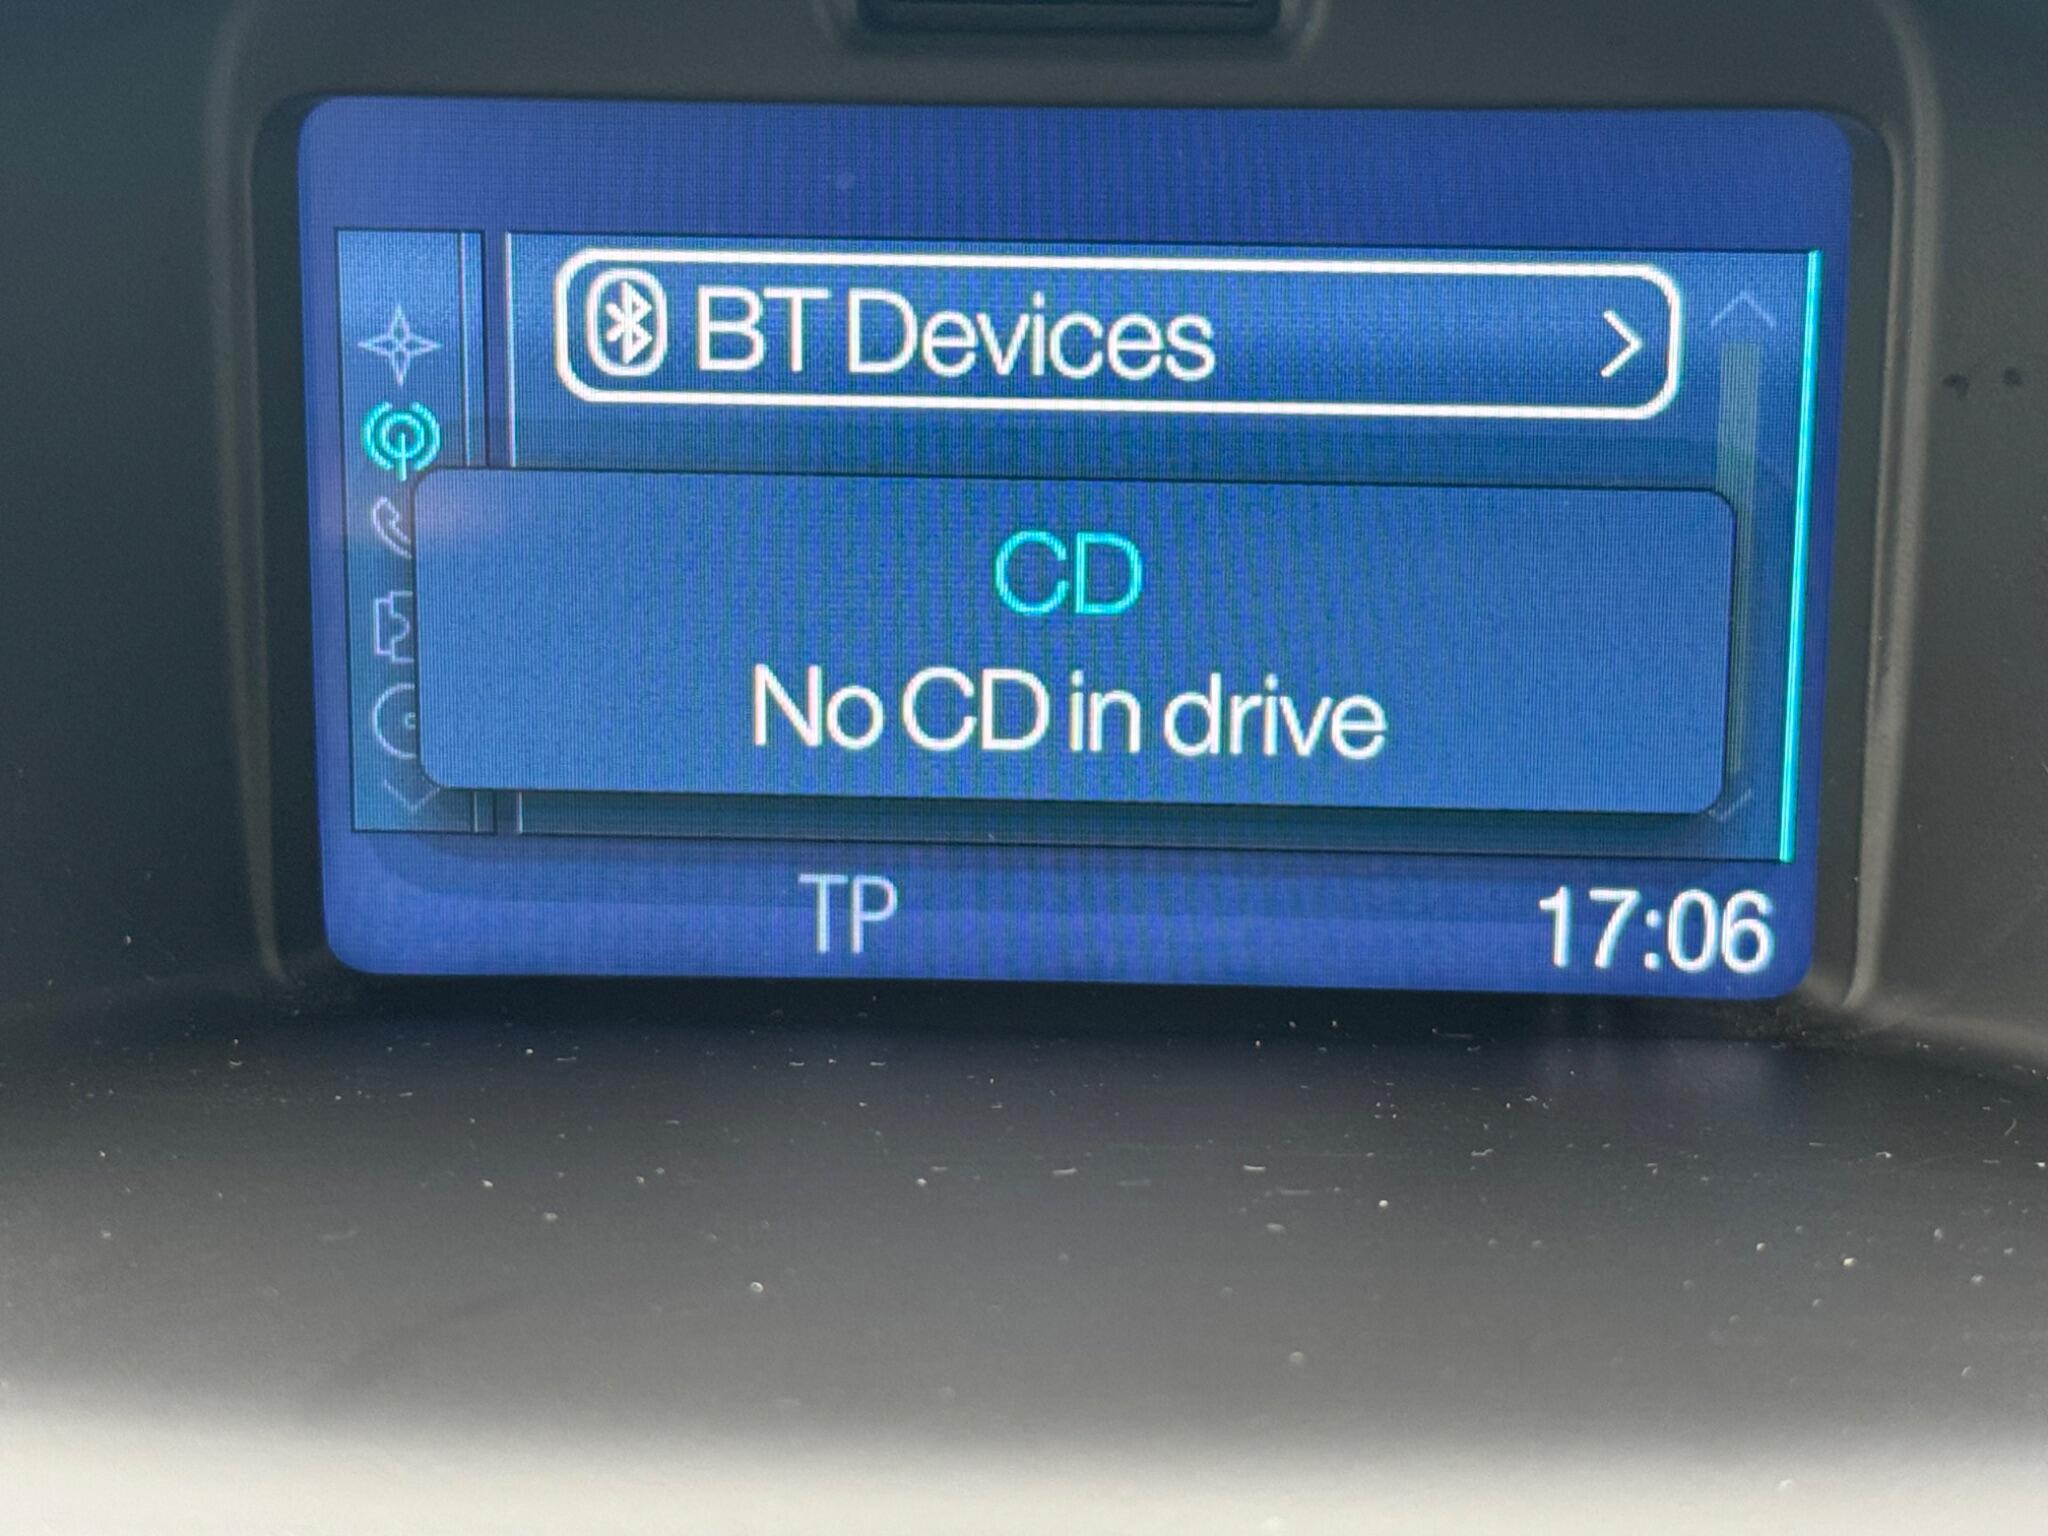 BT Devices
CD
No CD in drive
TP
17:06